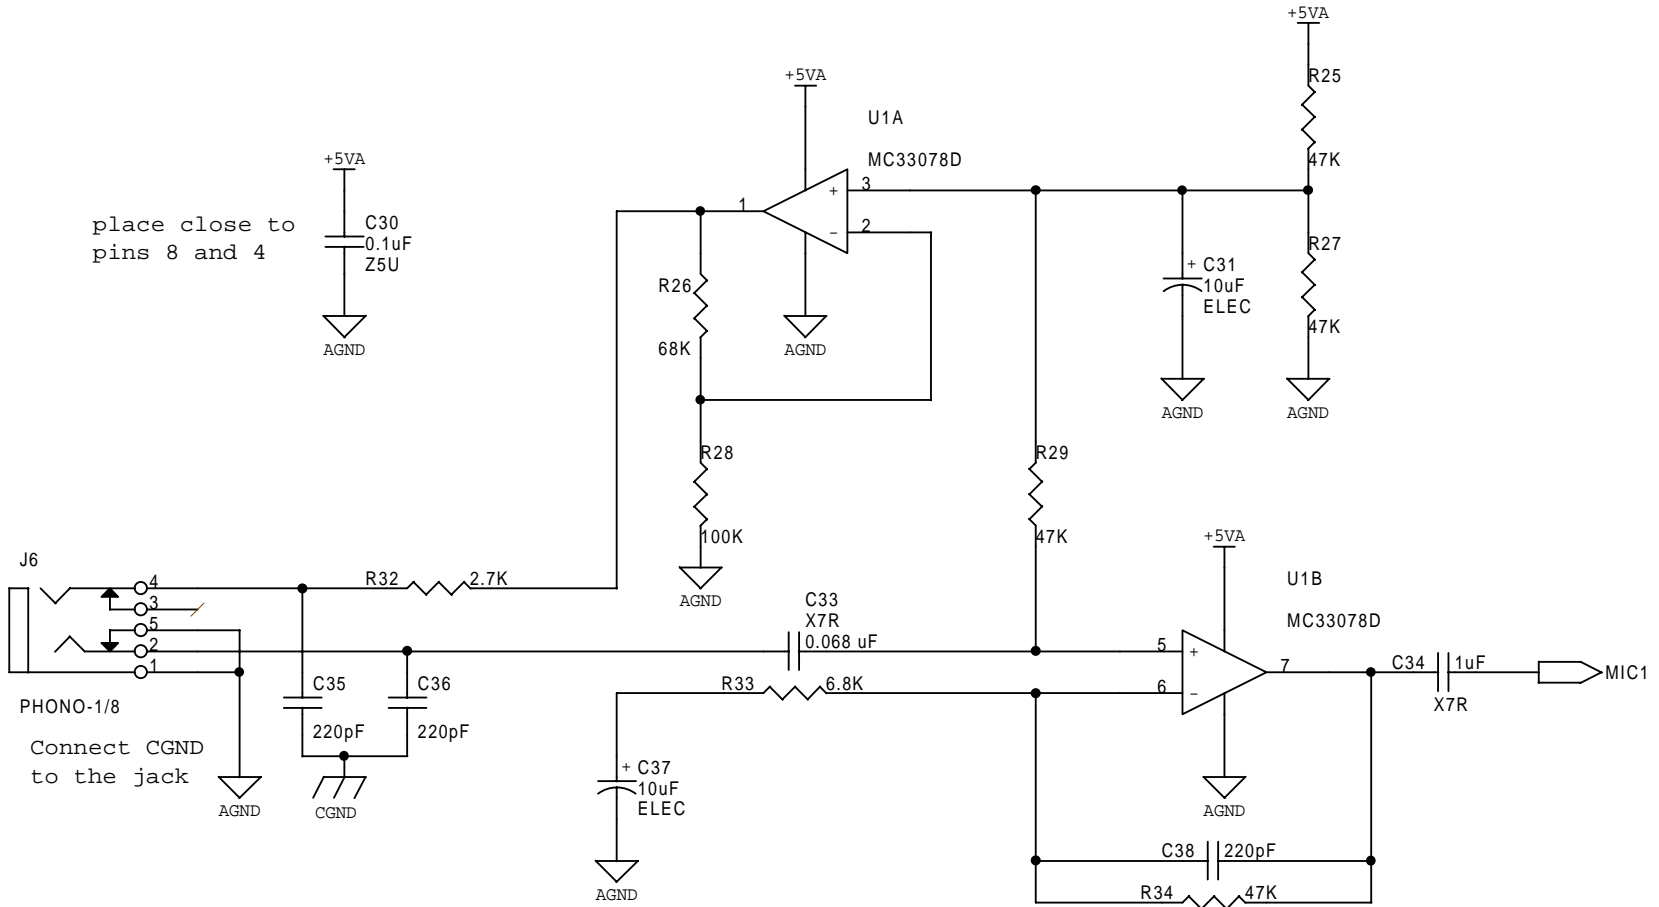 +5VA
R25
47K
+5VA
U1A
MC33078D
+
3
1
−
2
+5VA
place close to
pins 8 and 4
C30
0.1uF
Z5U
AGND
R26
68K
AGND
+ C31
10uF
ELEC
R27
47K
AGND
AGND
R28
100K
AGND
R29
47K
J6
4
3
5
2
1
PHONO-1/8
Connect CGND
to the jack
R32
2.7K
C33
X7R
0.068 uF
+5VA
U1B
MC33078D
5
+
6
−
7
C34
1uF
X7R
MIC1
R33
6.8K
C35
220pF
C36
220pF
AGND
CGND
+ C37
10uF
ELEC
AGND
AGND
C38
220pF
R34
47K